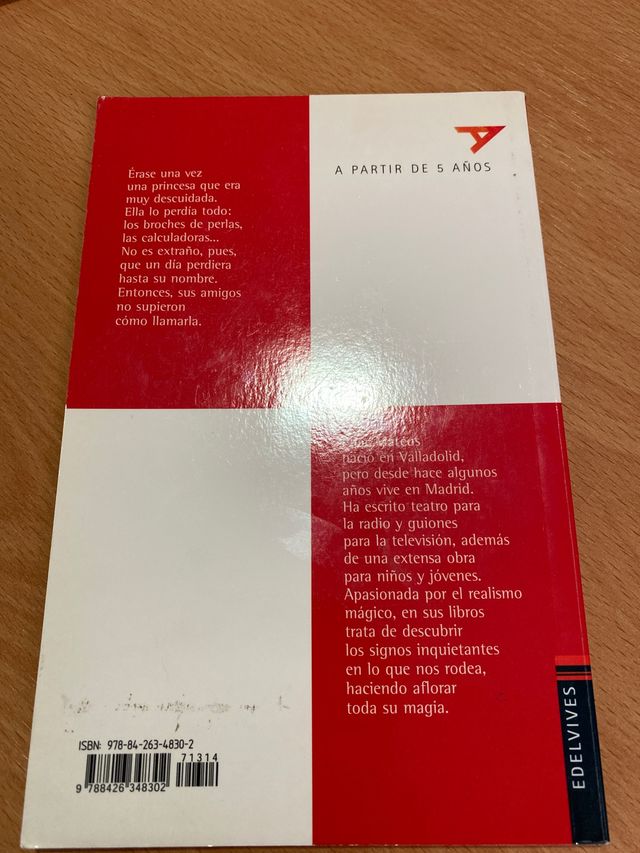 Érase una vez
una princesa que era
muy descuidada.
Ella lo perdía todo:
los broches de perlas,
las calculadoras...
No es extraño, pues,
que un día perdiera
hasta su nombre.
Entonces, sus amigos
no supieron
cómo llamarla.
A PARTIR DE 5 AÑOS
Mateos
nació en Valladolid,
pero desde hace algunos
años vive en Madrid.
Ha escrito teatro para
la radio y guiones
para la televisión, además
de una extensa obra
para niños y jóvenes.
Apasionada por el realismo
mágico, en sus libros
trata de descubrir
los signos inquietantes
en lo que nos rodea,
haciendo aflorar
toda su magia.
ISBN: 978-84-263-4830-2
71314
9 788426 348302
EDELVIVES